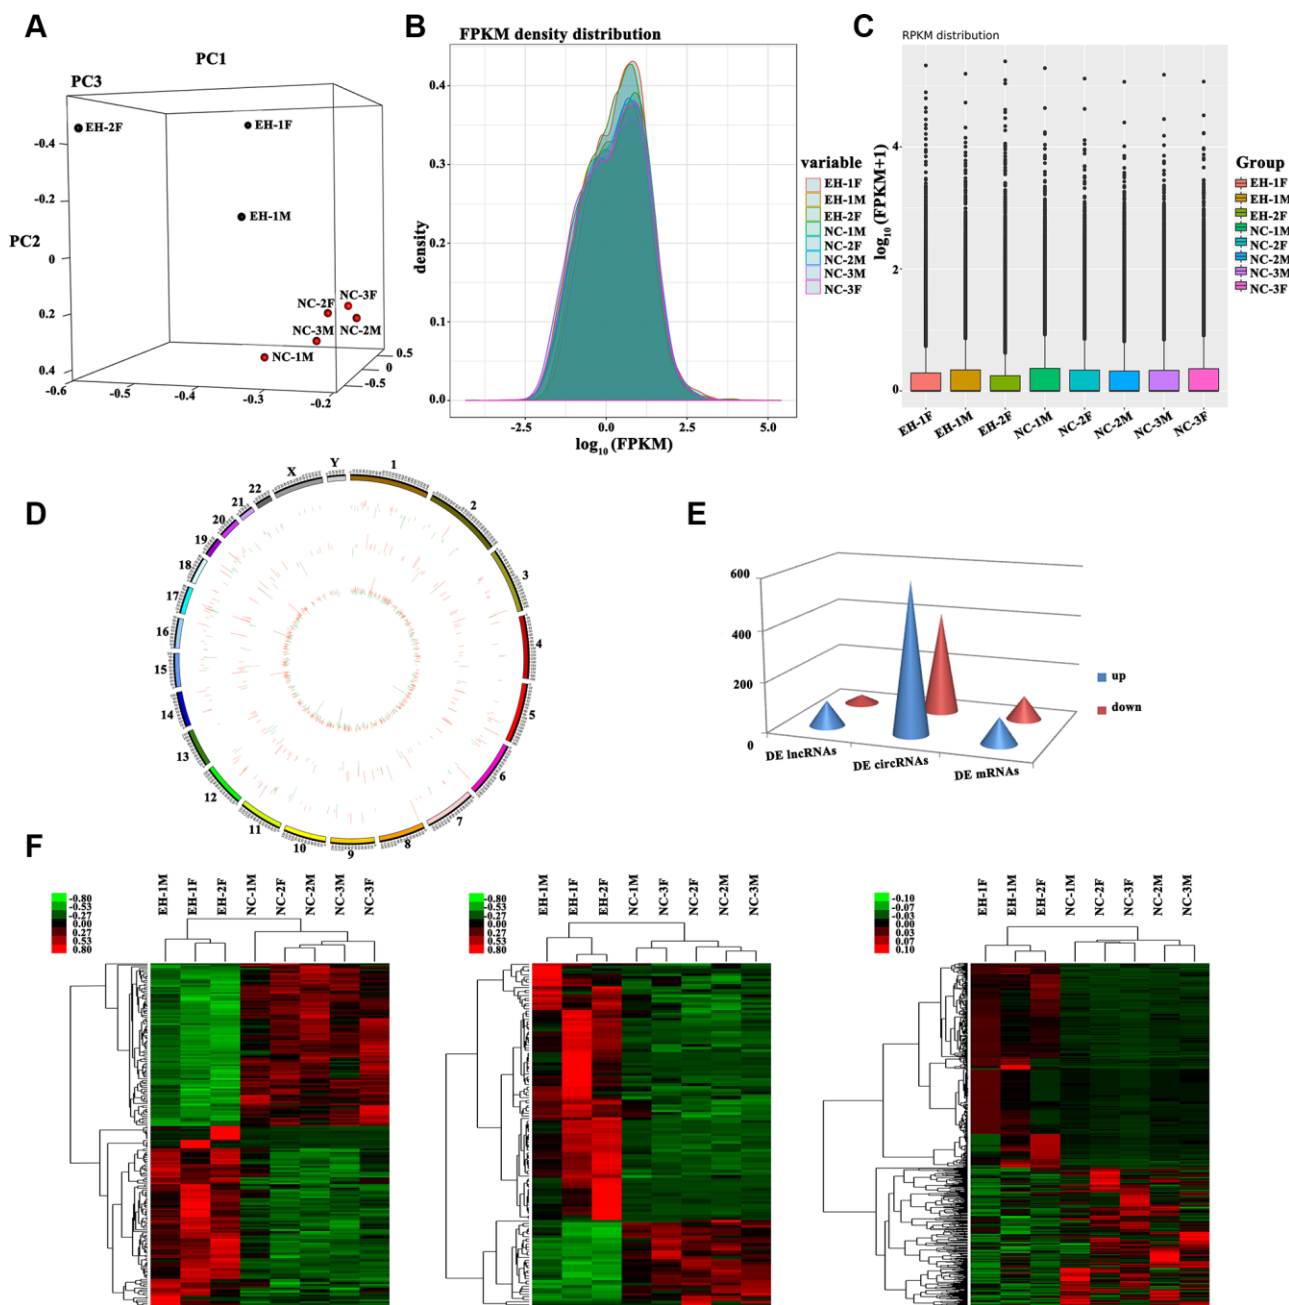 A
PC1
PC3
EH-2F
EH-1F
EH-1M
PC2
NC-3F
NC-2F
NC-3M
NC-2M
NC-1M
-0.4
-0.2
0
0.2
0.4
-0.6
-0.5
-0.4
-0.3
-0.2
-0.5
0
0.5
B
FPKM density distribution
density
0.4
0.3
0.2
0.1
0.0
-2.5
0.0
2.5
5.0
log10 (FPKM)
variable
EH-1F
EH-1M
EH-2F
NC-1M
NC-2F
NC-2M
NC-3M
NC-3F
C
RPKM distribution
log10 (FPKM+1)
4
2
0
EH-1F
EH-1M
EH-2F
NC-1M
NC-2F
NC-2M
NC-3M
NC-3F
Group
EH-1F
EH-1M
EH-2F
NC-1M
NC-2F
NC-2M
NC-3M
NC-3F
D
1
2
3
4
5
6
7
8
9
10
11
12
13
14
15
16
17
18
19
20
21
22
X
Y
E
600
400
200
0
DE lncRNAs
DE circRNAs
DE mRNAs
up
down
F
-0.80
-0.53
-0.27
0.00
0.27
0.53
0.80
EH-1M
EH-1F
EH-2F
NC-1M
NC-2F
NC-2M
NC-3M
NC-3F
-0.80
-0.53
-0.27
0.00
0.27
0.53
0.80
EH-1M
EH-1F
EH-2F
NC-1M
NC-3F
NC-2F
NC-2M
NC-3M
-0.10
-0.07
-0.03
0.00
0.03
0.07
0.10
EH-1F
EH-1M
EH-2F
NC-1M
NC-2F
NC-3F
NC-2M
NC-3M